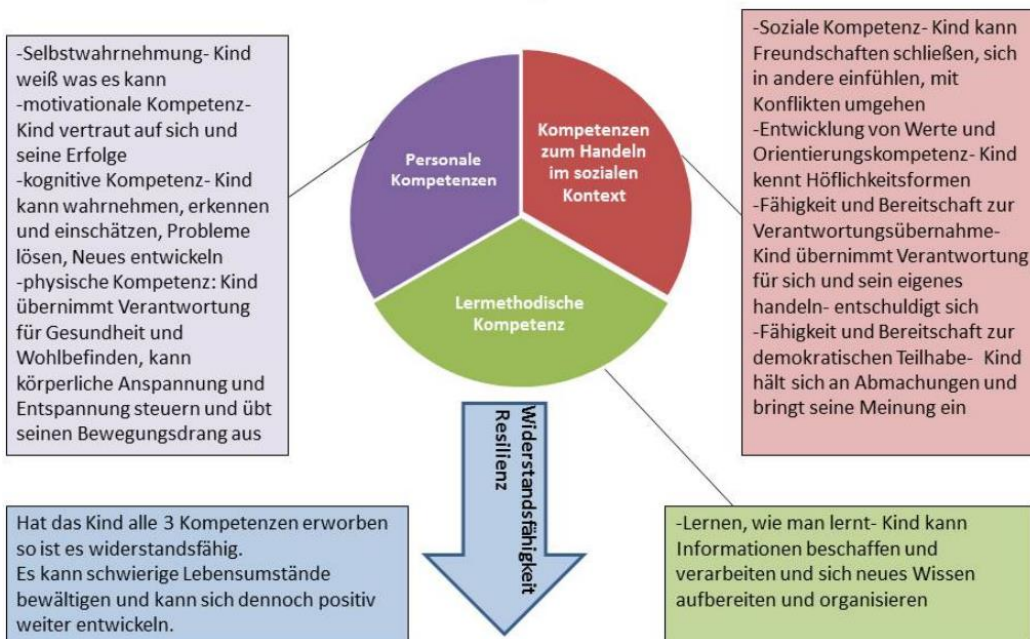 -Selbstwahrnehmung- Kind
weiß was es kann
-motivationale Kompetenz-
Kind vertraut auf sich und
seine Erfolge
-kognitive Kompetenz- Kind
kann wahrnehmen, erkennen
und einschätzen, Probleme
lösen, Neues entwickeln
-physische Kompetenz: Kind
übernimmt Verantwortung
für Gesundheit und
Wohlbefinden, kann
körperliche Anspannung und
Entspannung steuern und übt
seinen Bewegungsdrang aus
Personale
Kompetenzen
Kompetenzen
zum Handeln
im sozialen
Kontext
Lermethodische
Kompetenz
-Soziale Kompetenz- Kind kann
Freundschaften schließen, sich
in andere einfühlen, mit
Konflikten umgehen
-Entwicklung von Werte und
Orientierungskompetenz- Kind
kennt Höflichkeitsformen
-Fähigkeit und Bereitschaft zur
Verantwortungsübernahme-
Kind übernimmt Verantwortung
für sich und sein eigenes
handeln- entschuldigt sich
-Fähigkeit und Bereitschaft zur
demokratischen Teilhabe- Kind
hält sich an Abmachungen und
bringt seine Meinung ein
Widerstandsfähigkeit
Resilienz
Hat das Kind alle 3 Kompetenzen erworben
so ist es widerstandsfähig.
Es kann schwierige Lebensumstände
bewältigen und kann sich dennoch positiv
weiter entwickeln.
-Lernen, wie man lernt- Kind kann
Informationen beschaffen und
verarbeiten und sich neues Wissen
aufbereiten und organisieren